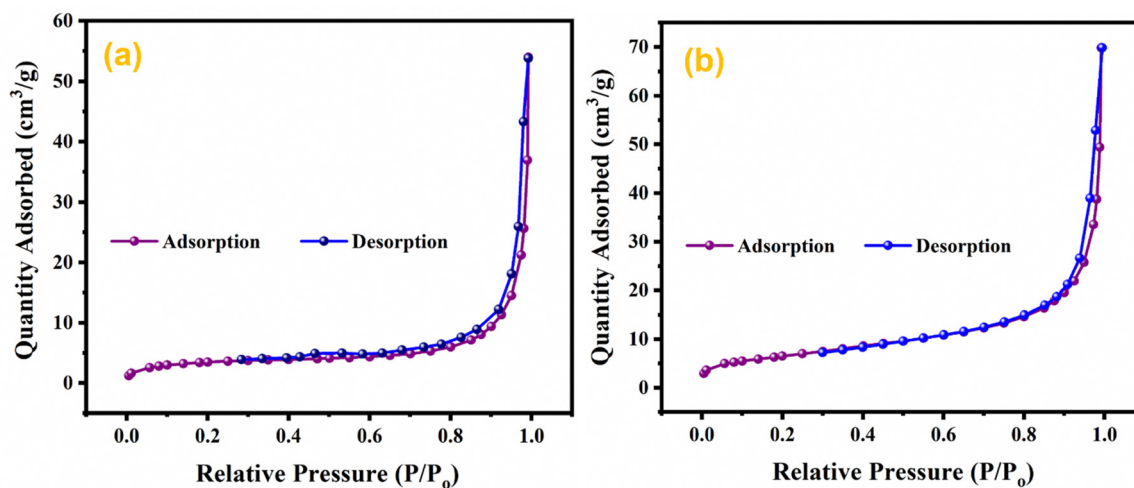 (a)
Quantity Adsorbed (cm³/g)
60
50
40
30
20
10
0
Adsorption
Desorption
0.0 0.2 0.4 0.6 0.8 1.0
Relative Pressure (P/Pₒ)
(b)
Quantity Adsorbed (cm³/g)
70
60
50
40
30
20
10
0
Adsorption
Desorption
0.0 0.2 0.4 0.6 0.8 1.0
Relative Pressure (P/Pₒ)